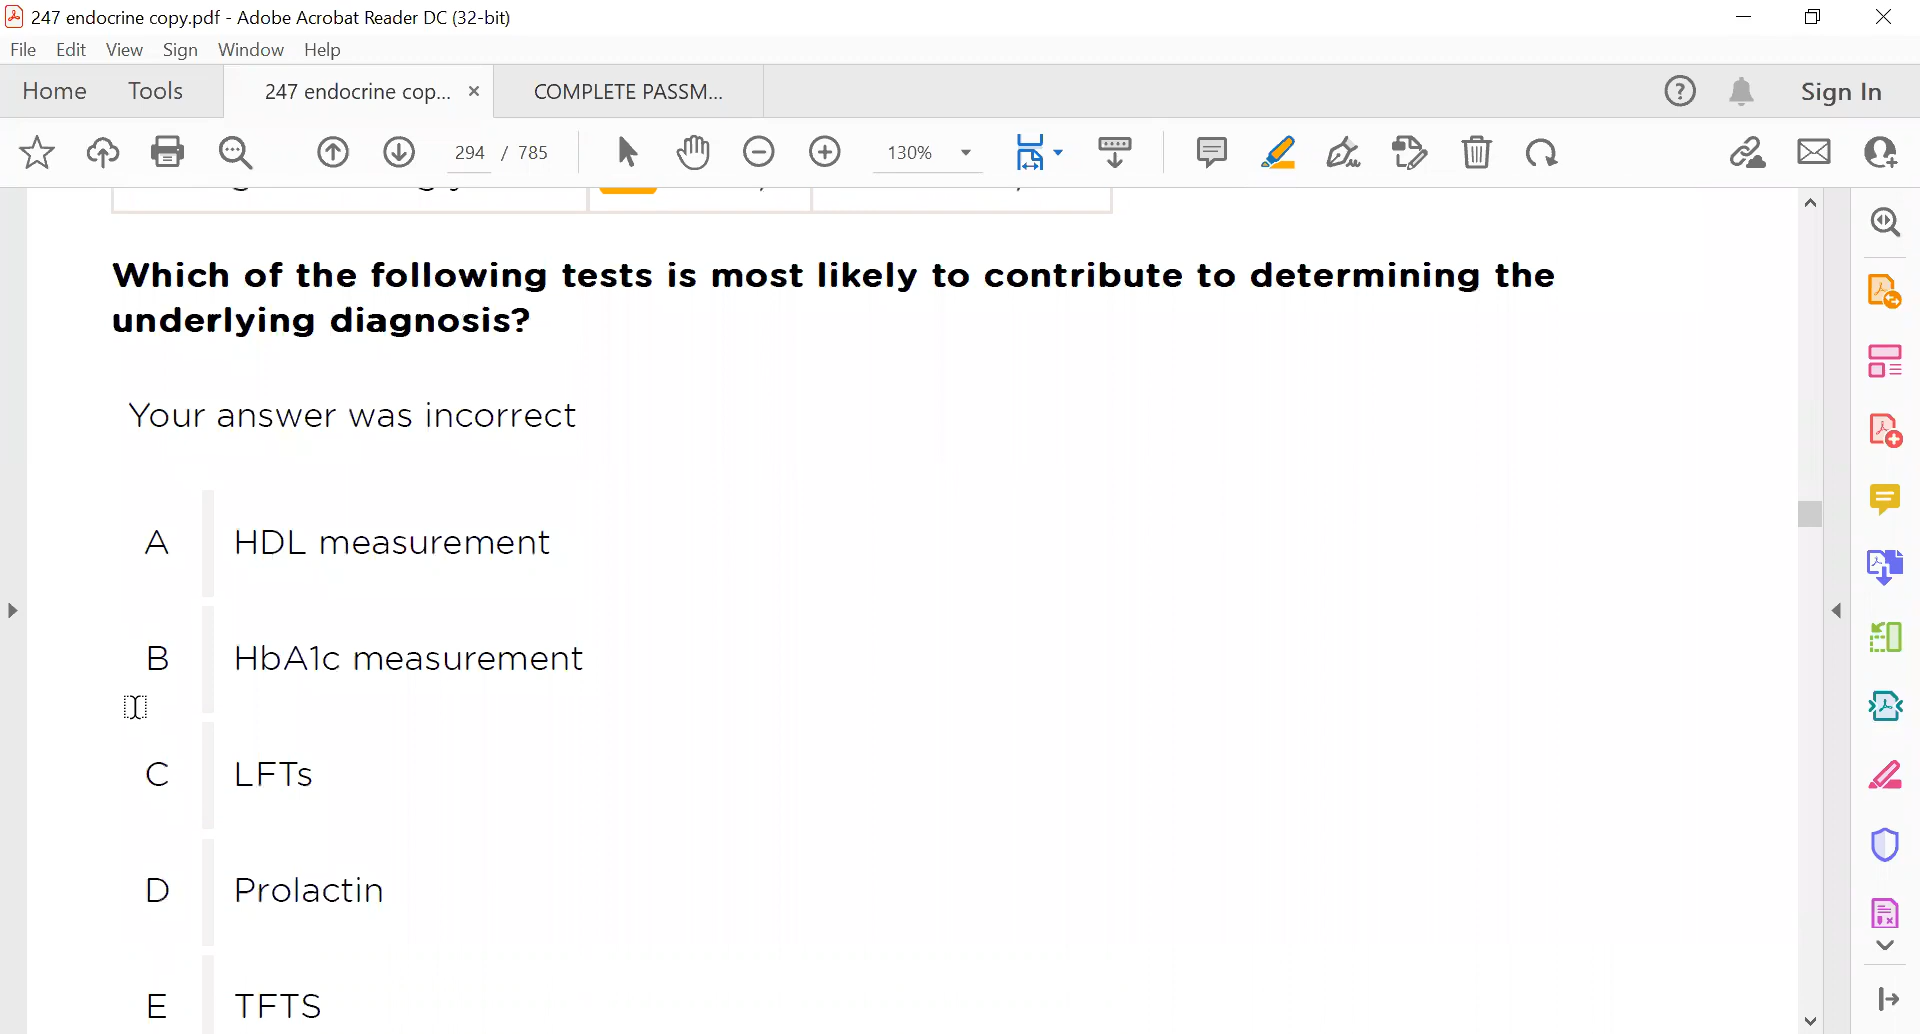 247 endocrine copy.pdf - Adobe Acrobat Reader DC (32-bit)
File Edit View Sign Window Help
Home Tools 247 endocrine cop... × COMPLETE PASSM... Sign In
294 / 785 130%
Which of the following tests is most likely to contribute to determining the
underlying diagnosis?
Your answer was incorrect
A HDL measurement
B HbA1c measurement
C LFTs
D Prolactin
E TFTS